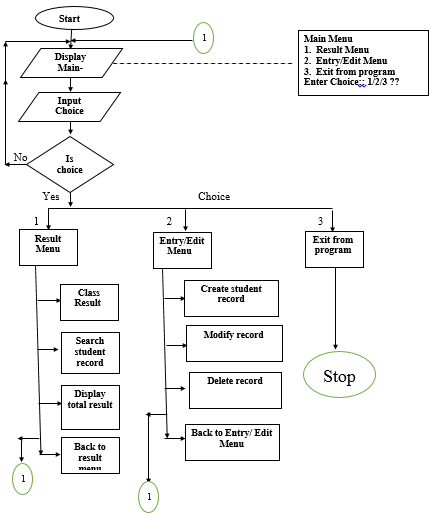 Start
1
Display
Main-
Main Menu
1. Result Menu
2. Entry/Edit Menu
3. Exit from program
Enter Choice:: 1/2/3 ??
Input
Choice
No
Is
choice
Yes
Choice
1
2
3
Result
Menu
Entry/Edit
Menu
Exit from
program
Class
Result
Search
student
record
Display
total result
Back to
result
menu
1
Create student
record
Modify record
Delete record
Back to Entry/ Edit
Menu
1
Stop